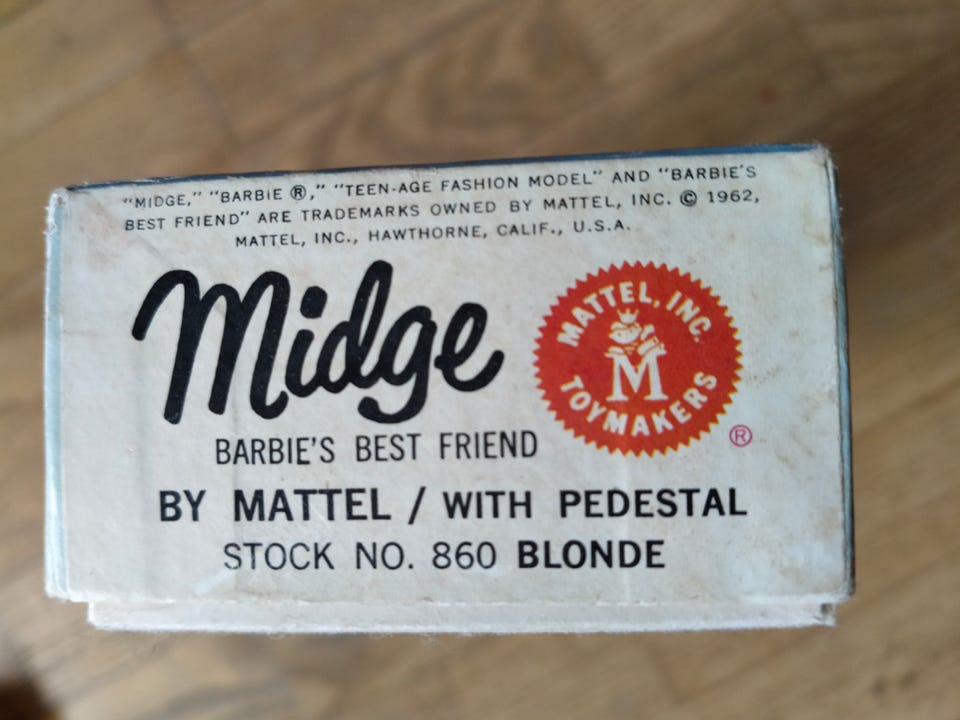 "MIDGE," "BARBIE ®," "TEEN-AGE FASHION MODEL" AND "BARBIE'S
BEST FRIEND" ARE TRADEMARKS OWNED BY MATTEL, INC. © 1962,
MATTEL, INC., HAWTHORNE, CALIF., U.S.A.
Midge
MATTEL, INC.
M
TOYMAKERS
®
BARBIE'S BEST FRIEND
BY MATTEL / WITH PEDESTAL
STOCK NO. 860 BLONDE